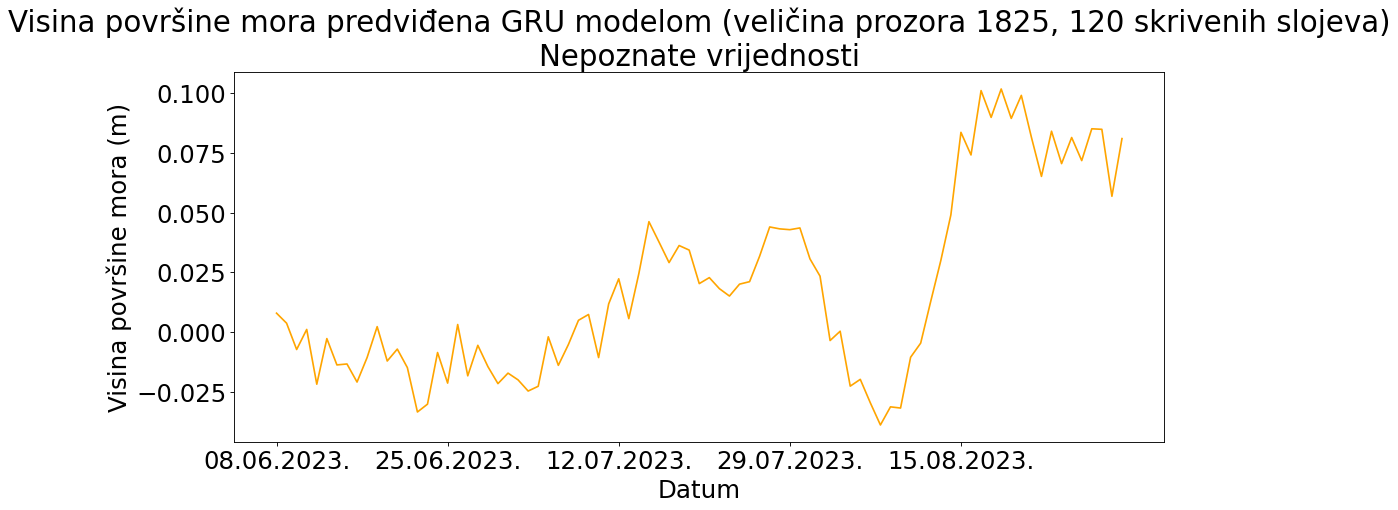 Visina površine mora predviđena GRU modelom (veličina prozora 1825, 120 skrivenih slojeva)
Nepoznate vrijednosti
Visina površine mora (m)
0.100
0.075
0.050
0.025
0.000
−0.025
08.06.2023.
25.06.2023.
12.07.2023.
29.07.2023.
15.08.2023.
Datum